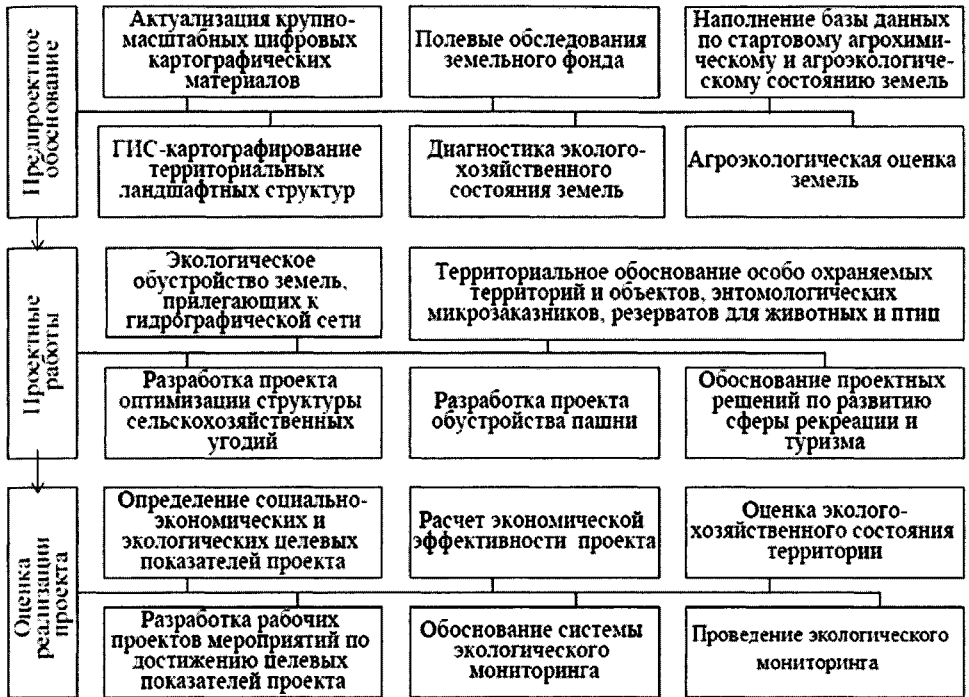 Предпроектное
обоснование
Актуализация крупно-
масштабных цифровых
картографических
материалов
Полевые обследования
земельного фонда
Наполнение базы данных
по стартовому агрохими-
ческому и агроэкологиче-
скому состоянию земель
ГИС-картографирование
территориальных
ландшафтных структур
Диагностика эколого-
хозяйственного
состояния земель
Агроэкологическая оценка
земель
Проектные
работы
Экологическое
обустройство земель,
прилегающих к
гидрографической сети
Территориальное обоснование особо охраняемых
территорий и объектов, энтомологических
микрозаказников, резерватов для животных и птиц
Разработка проекта
оптимизации структуры
сельскохозяйственных
угодий
Разработка проекта
обустройства пашни
Обоснование проектных
решений по развитию
сферы рекреации и
туризма
Оценка
реализации
проекта
Определение социально-
экономических и
экологических целевых
показателей проекта
Расчет экономической
эффективности проекта
Оценка эколого-
хозяйственного состояния
территории
Разработка рабочих
проектов мероприятий по
достижению целевых
показателей проекта
Обоснование системы
экологического
мониторинга
Проведение экологического
мониторинга